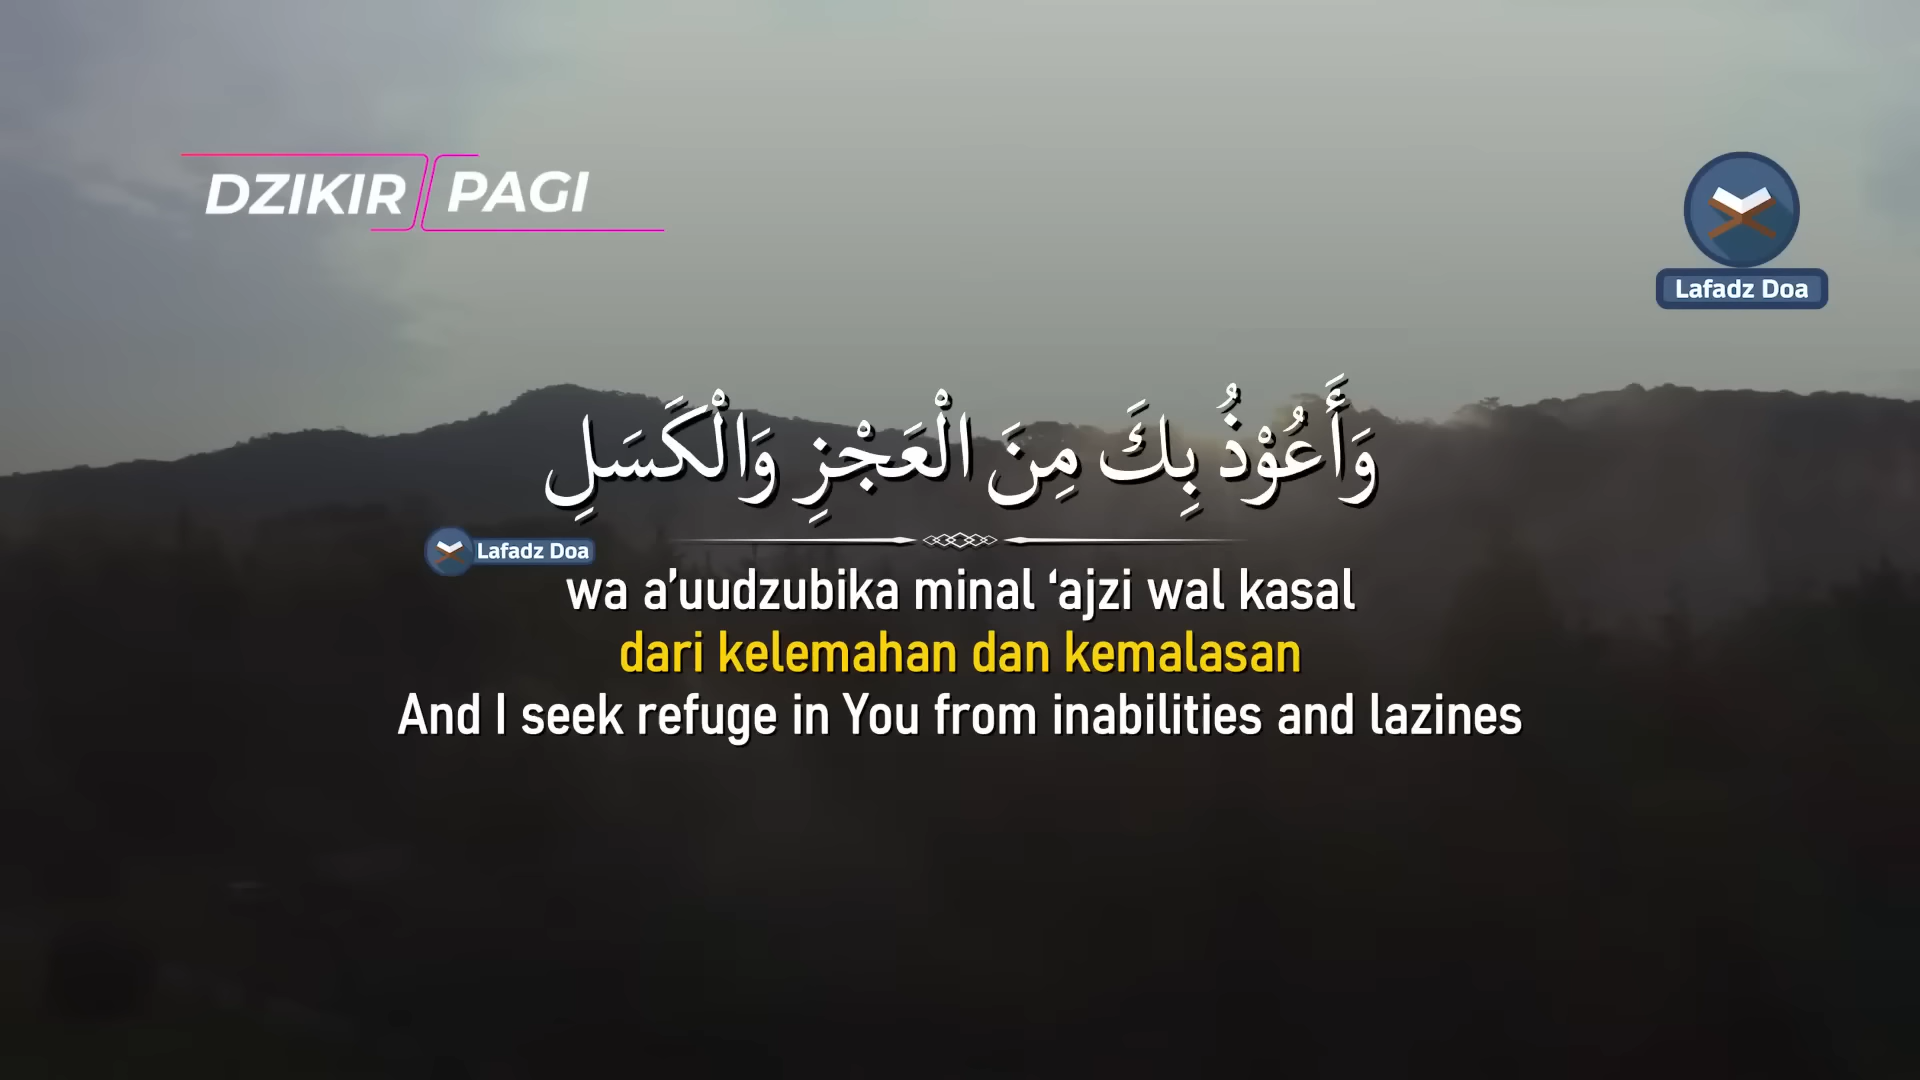 DZIKIR PAGI
Lafadz Doa
وَأَعُوْذُ بِكَ مِنَ الْعَجْزِ وَالْكَسَلِ
Lafadz Doa
wa a’uudzubika minal ‘ajzi wal kasal
dari kelemahan dan kemalasan
And I seek refuge in You from inabilities and lazines